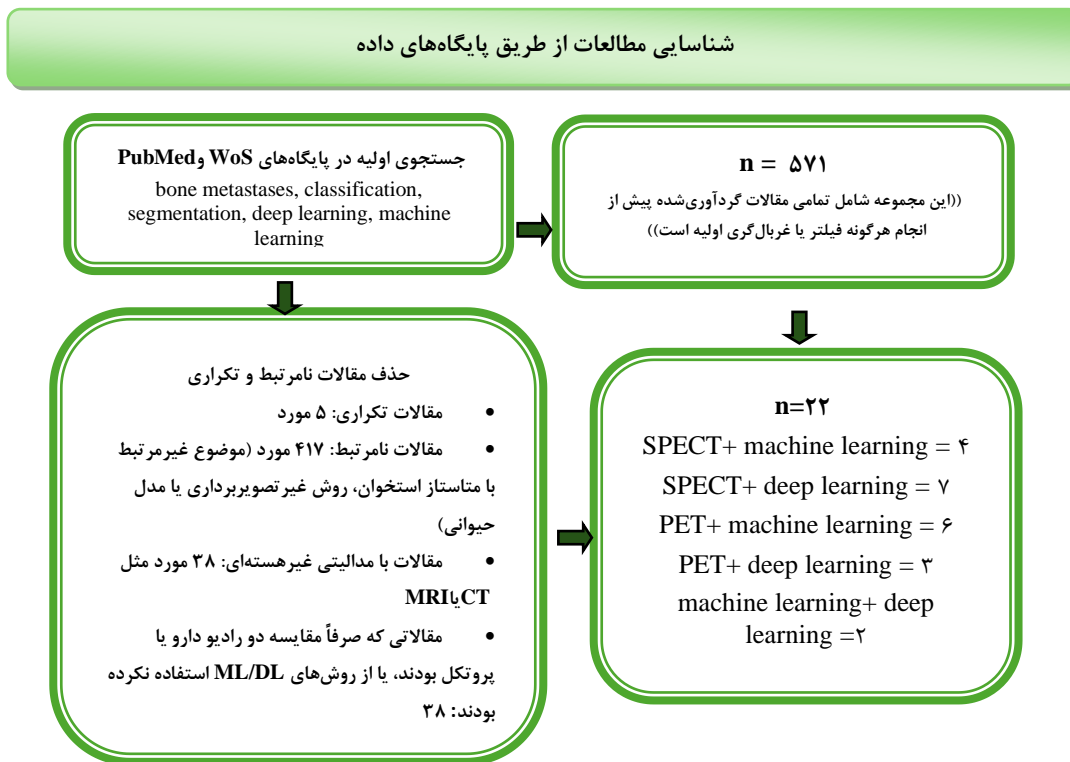 شناسایی مطالعات از طریق پایگاه‌های داده
جستجوی اولیه در پایگاه‌های WoS وPubMed
bone metastases, classification,
segmentation, deep learning, machine
learning
n = ۵۷۱
((این مجموعه شامل تمامی مقالات گردآوری‌شده پیش از
انجام هرگونه فیلتر یا غربال‌گری اولیه است))
حذف مقالات نامرتبط و تکراری
• مقالات تکراری: ۵ مورد
• مقالات نامرتبط: ۴۱۷ مورد (موضوع غیرمرتبط
با متاستاز استخوان، روش غیرتصویربرداری یا مدل
حیوانی)
• مقالات با مدالیتی غیرهسته‌ای: ۳۸ مورد مثل
CTیاMRI
• مقالاتی که صرفاً مقایسه دو رادیو دارو یا
پروتکل بودند، یا از روش‌های ML/DL استفاده نکرده
بودند: ۳۸
n=۲۲
SPECT+ machine learning = ۴
SPECT+ deep learning = ۷
PET+ machine learning = ۶
PET+ deep learning = ۳
machine learning+ deep
learning =۲